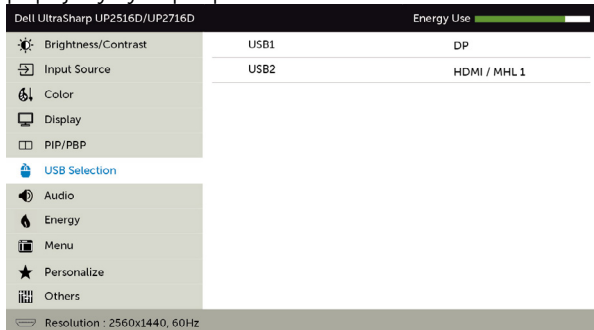 Dell UltraSharp UP2516D/UP2716D Energy Use
Brightness/Contrast USB1 DP
Input Source USB2 HDMI / MHL 1
Color
Display
PIP/PBP
USB Selection
Audio
Energy
Menu
Personalize
Others
Resolution : 2560x1440, 60Hz